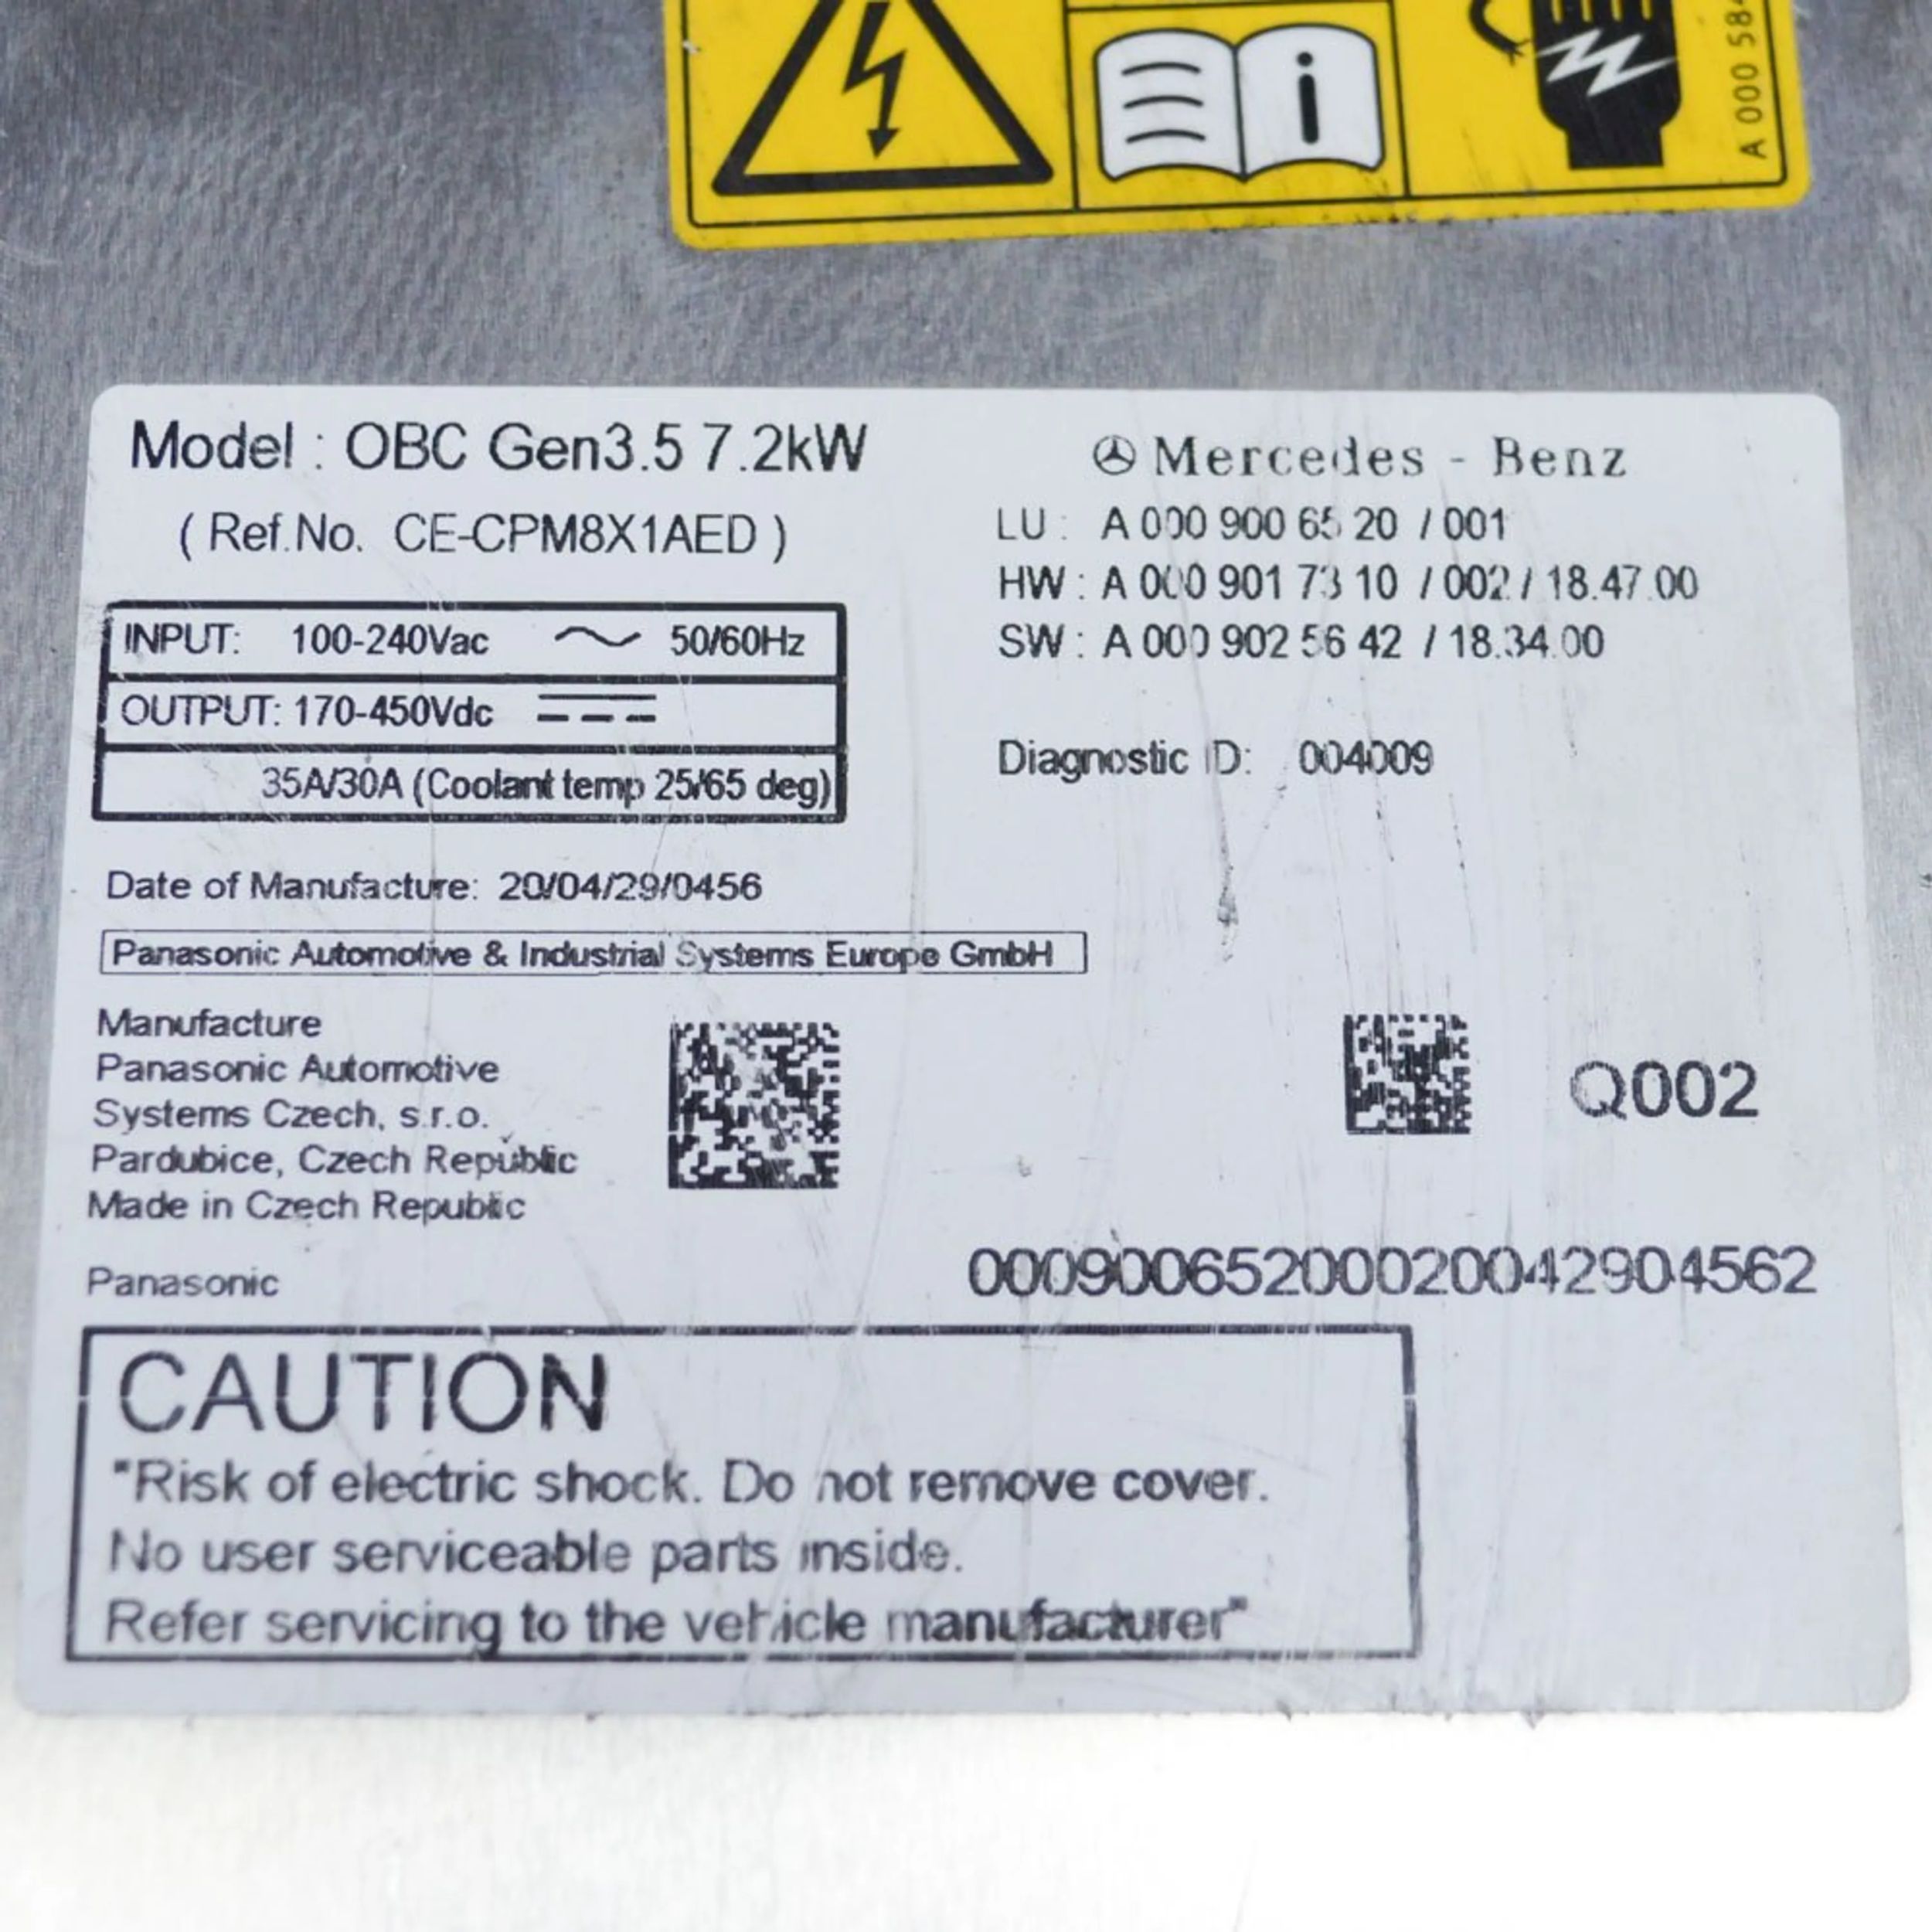 A 000 584
Model : OBC Gen3.5 7.2kW
( Ref.No. CE-CPM8X1AED )
INPUT: 100-240Vac 50/60Hz
OUTPUT: 170-450Vdc
35A/30A (Coolant temp 25/65 deg)
Mercedes - Benz
LU : A 000 900 65 20 / 001
HW : A 000 901 73 10 / 002 / 18.47.00
SW : A 000 902 56 42 / 18.34.00
Diagnostic ID: 004009
Date of Manufacture: 20/04/29/0456
Panasonic Automotive & Industrial Systems Europe GmbH
Manufacture
Panasonic Automotive
Systems Czech, s.r.o.
Pardubice, Czech Republic
Made in Czech Republic
Panasonic
Q002
00090065200020042904562
CAUTION
"Risk of electric shock. Do not remove cover.
No user serviceable parts inside.
Refer servicing to the vehicle manufacturer"